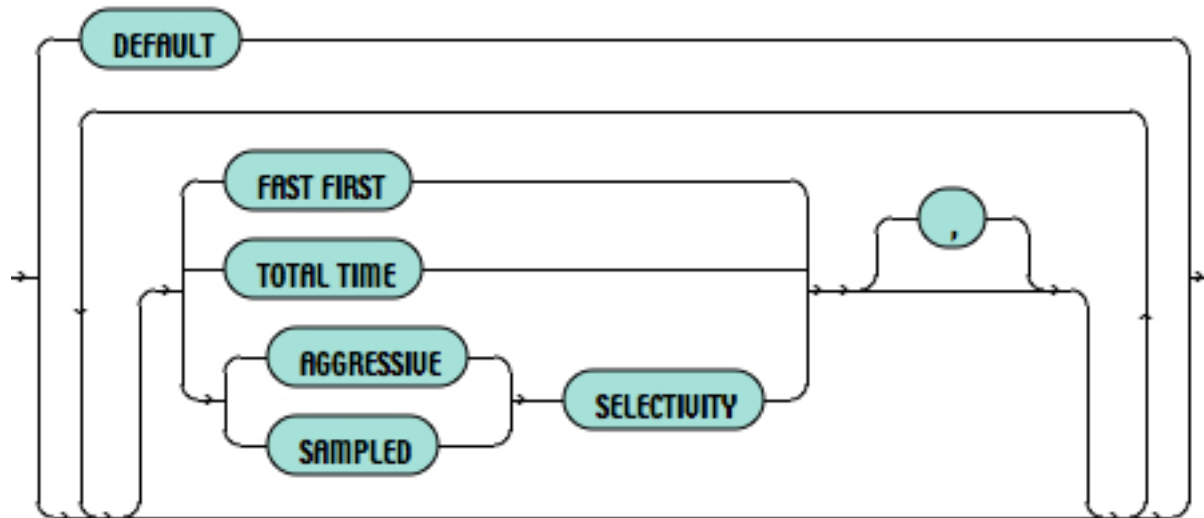 DEFAULT
FAST FIRST
,
TOTAL TIME
AGGRESSIVE
SELECTIVITY
SAMPLED